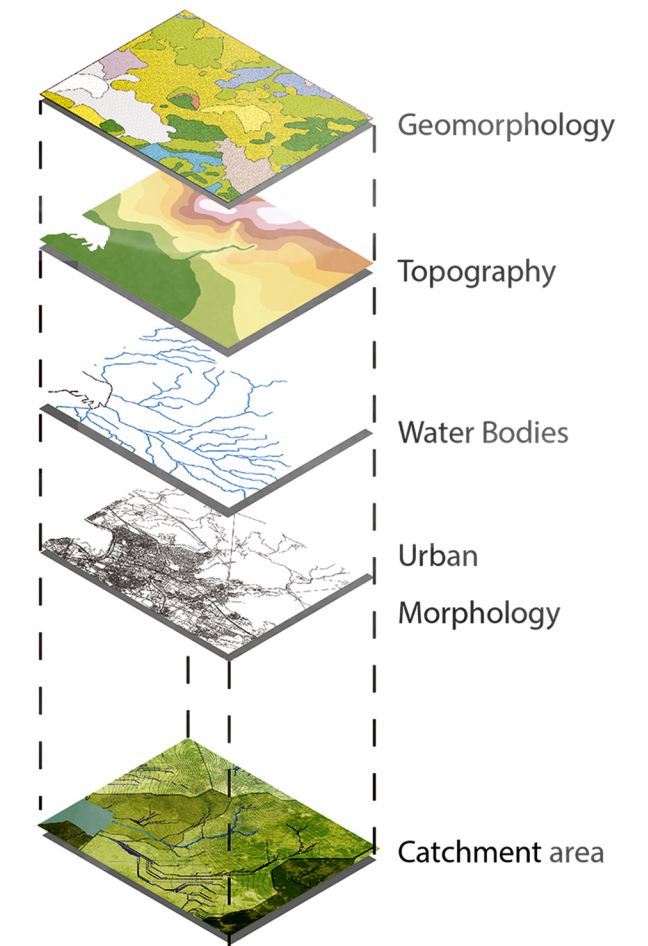 Geomorphology
Topography
Water Bodies
Urban
Morphology
Catchment area